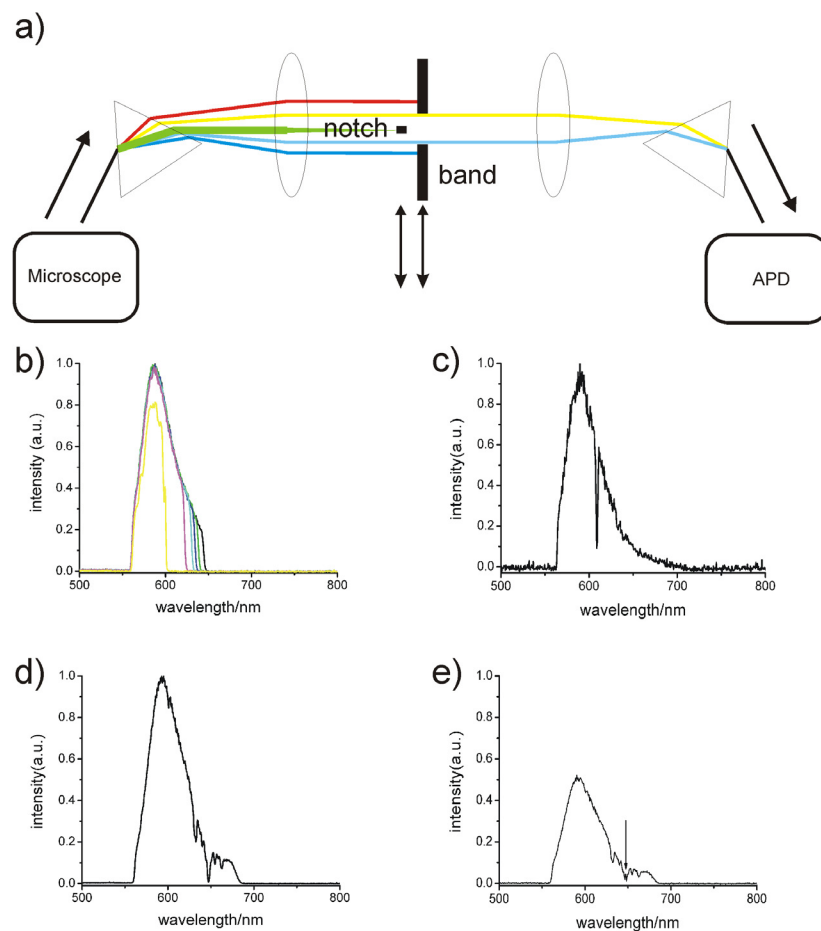 a)
notch
band
Microscope
APD
b)
1.0
0.8
0.6
0.4
0.2
0.0
intensity (a.u.)
500 600 700 800
wavelength/nm
c)
1.0
0.8
0.6
0.4
0.2
0.0
intensity(a.u.)
500 600 700 800
wavelength/nm
d)
1.0
0.8
0.6
0.4
0.2
0.0
intensity(a.u.)
500 600 700 800
wavelength/nm
e)
1.0
0.8
0.6
0.4
0.2
0.0
intensity(a.u.)
500 600 700 800
wavelength/nm